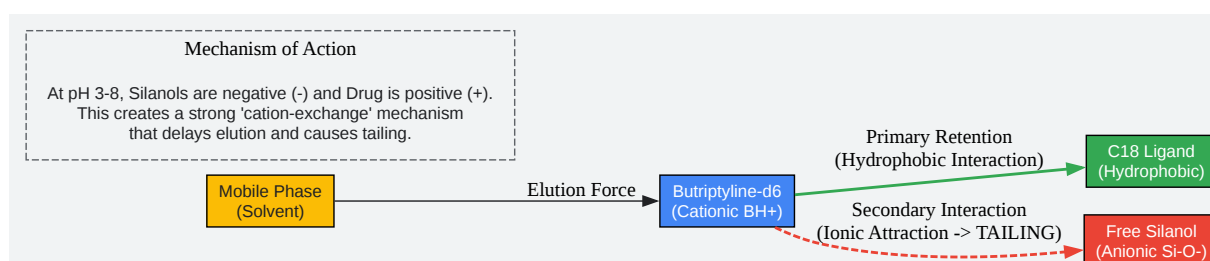 Mechanism of Action
At pH 3-8, Silanols are negative (-) and Drug is positive (+).
This creates a strong 'cation-exchange' mechanism
that delays elution and causes tailing.
Mobile Phase
(Solvent)
Elution Force
Butriptyline-d6
(Cationic BH+)
Primary Retention
(Hydrophobic Interaction)
C18 Ligand
(Hydrophobic)
Secondary Interaction
(Ionic Attraction -> TAILING)
Free Silanol
(Anionic Si-O-)